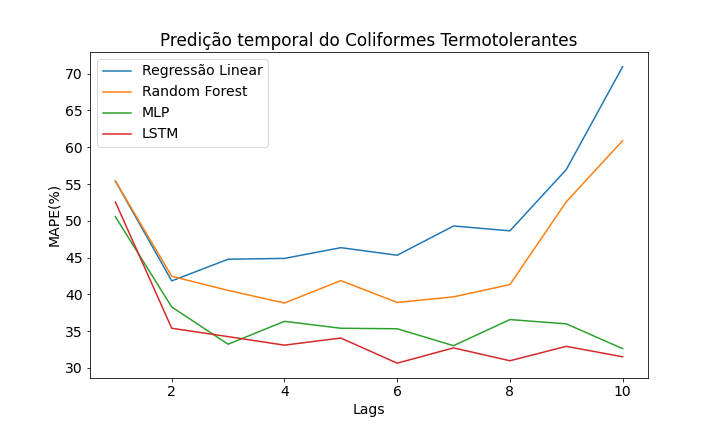 Predição temporal do Coliformes Termotolerantes
Regressão Linear
Random Forest
MLP
LSTM
MAPE(%)
70
65
60
55
50
45
40
35
30
2 4 6 8 10
Lags